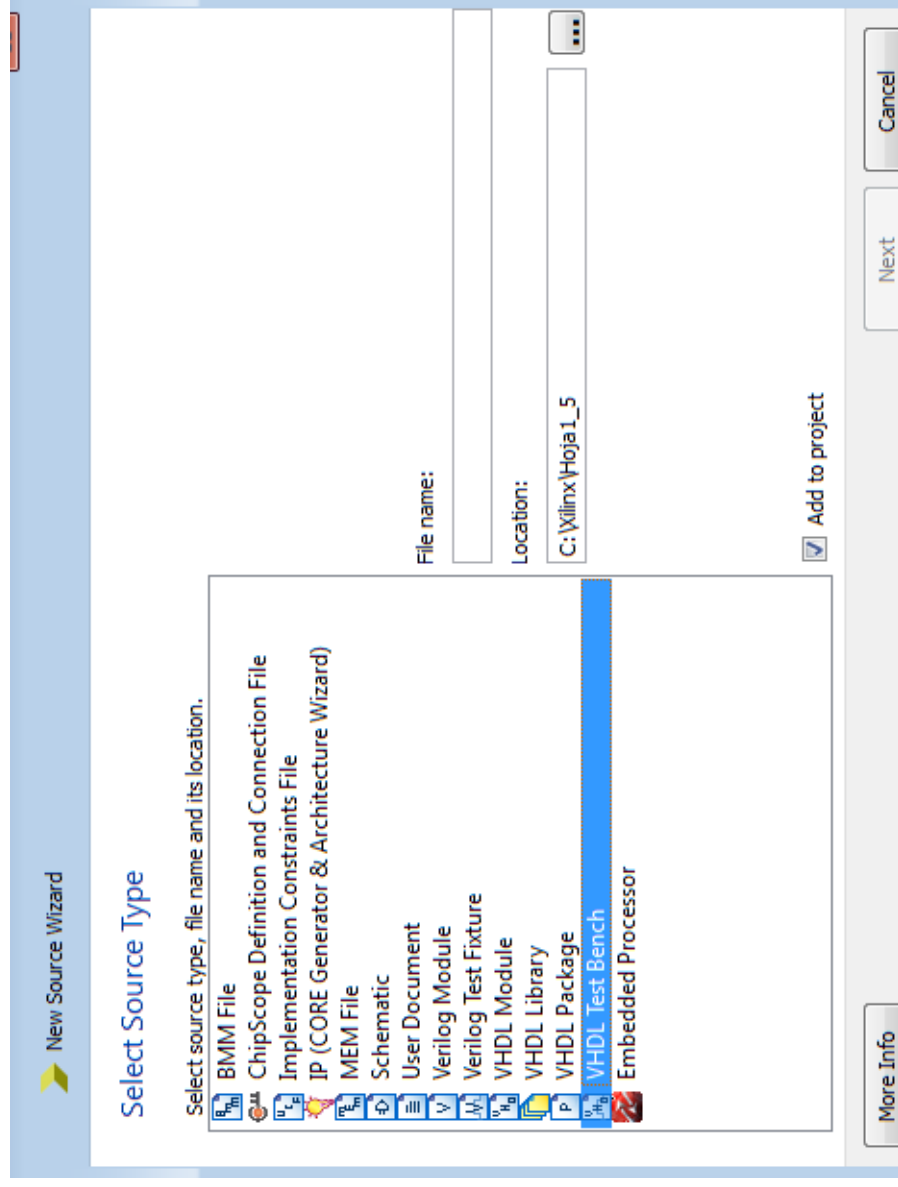 New Source Wizard
Select Source Type
Select source type, file name and its location.
BMM File
ChipScope Definition and Connection File
Implementation Constraints File
IP (CORE Generator & Architecture Wizard)
MEM File
Schematic
User Document
Verilog Module
Verilog Test Fixture
VHDL Module
VHDL Library
VHDL Package
VHDL Test Bench
Embedded Processor
File name:
Location:
C:\Xilinx\Hoja1_5
...
Add to project
More Info
Next
Cancel